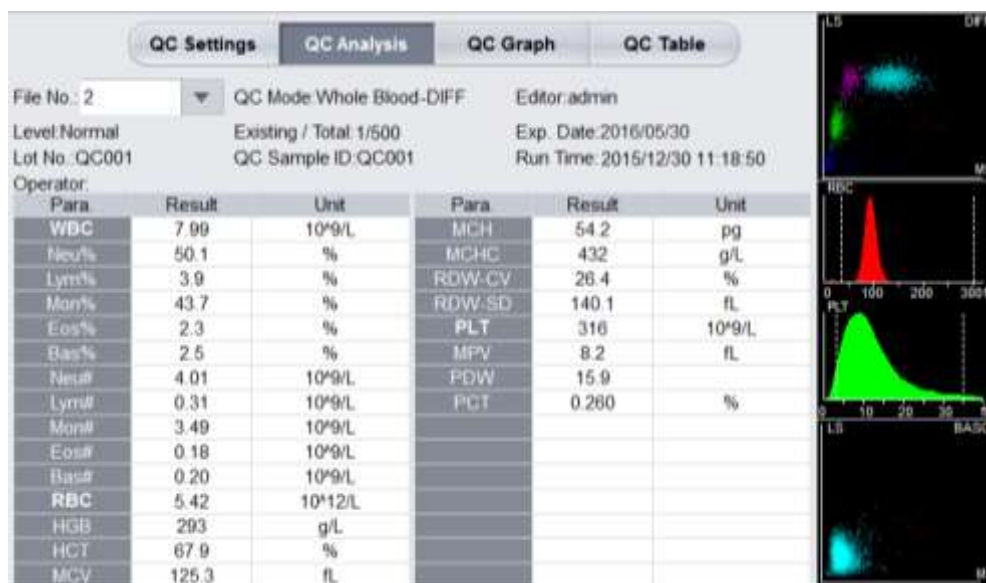 QC Settings QC Analysis QC Graph QC Table
File No.: 2 QC Mode:Whole Blood-DIFF Editor:admin
Level:Normal Existing / Total: 1/500 Exp. Date:2016/05/30
Lot No.:QC001 QC Sample ID:QC001 Run Time: 2015/12/30 11:18:50
Operator:
Para. Result Unit Para. Result Unit
WBC 7.99 10^9/L MCH 54.2 pg
Neu% 50.1 % MCHC 432 g/L
Lym% 3.9 % RDW-CV 26.4 %
Mon% 43.7 % RDW-SD 140.1 fL
Eos% 2.3 % PLT 316 10^9/L
Bas% 2.5 % MPV 8.2 fL
Neu# 4.01 10^9/L PDW 15.9
Lym# 0.31 10^9/L PCT 0.260 %
Mon# 3.49 10^9/L
Eos# 0.18 10^9/L
Bas# 0.20 10^9/L
RBC 5.42 10^12/L
HGB 293 g/L
HCT 67.9 %
MCV 125.3 fL
LS
RBC
0 100 200
PLT
0 10 20 30
LS